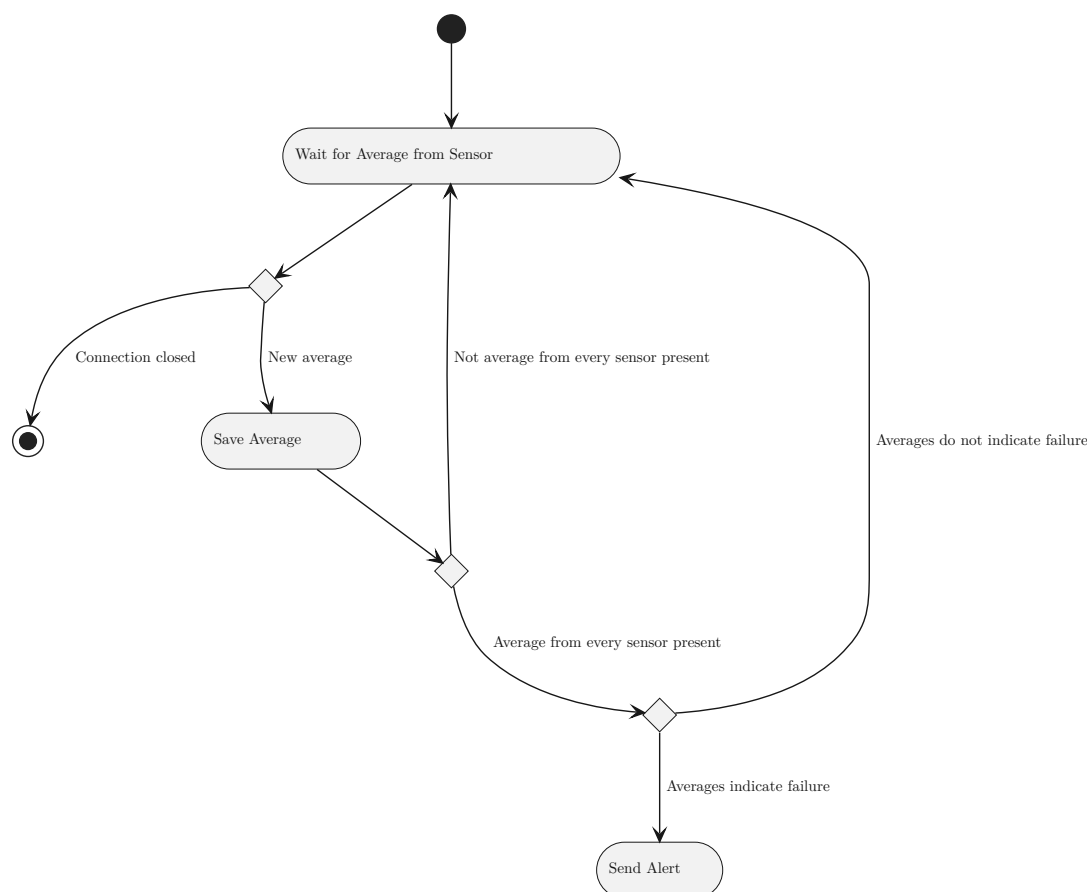 Wait for Average from Sensor
Connection closed
New average
Not average from every sensor present
Save Average
Averages do not indicate failure
Average from every sensor present
Averages indicate failure
Send Alert